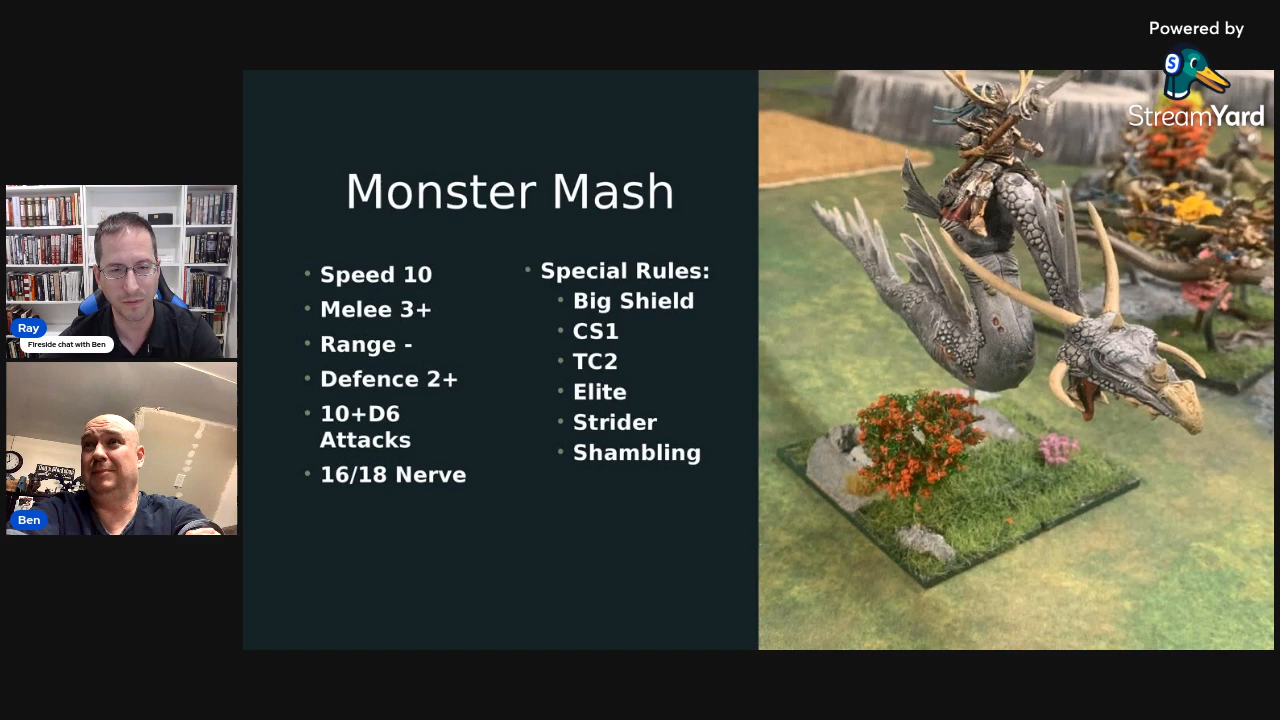 Powered by
StreamYard
Monster Mash
Speed 10
Melee 3+
Range -
Defence 2+
10+D6
Attacks
16/18 Nerve
Special Rules:
Big Shield
CS1
TC2
Elite
Strider
Shambling
Ray
Fireside chat with Ben
Ben